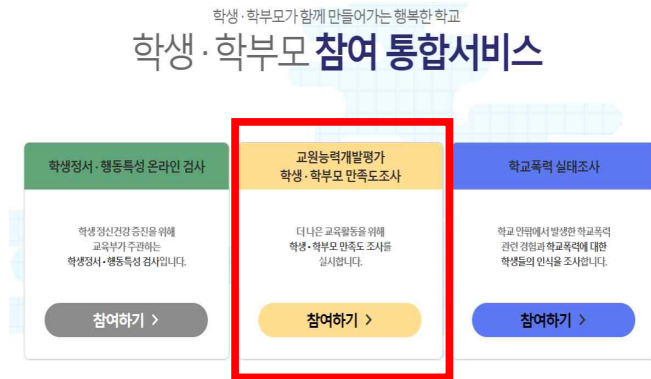 학생·학부모가 함께 만들어가는 행복한 학교
학생·학부모 참여 통합서비스
학생정서·행동특성 온라인 검사
학생 정신건강 증진을 위해
교육부가 주관하는
학생정서·행동특성 검사입니다.
참여하기 >
교원능력개발평가
학생·학부모 만족도조사
더 나은 교육활동을 위해
학생·학부모 만족도 조사를
실시합니다.
참여하기 >
학교폭력 실태조사
학교 안팎에서 발생한 학교폭력
관련 경험과 학교폭력에 대한
학생들의 인식을 조사합니다.
참여하기 >